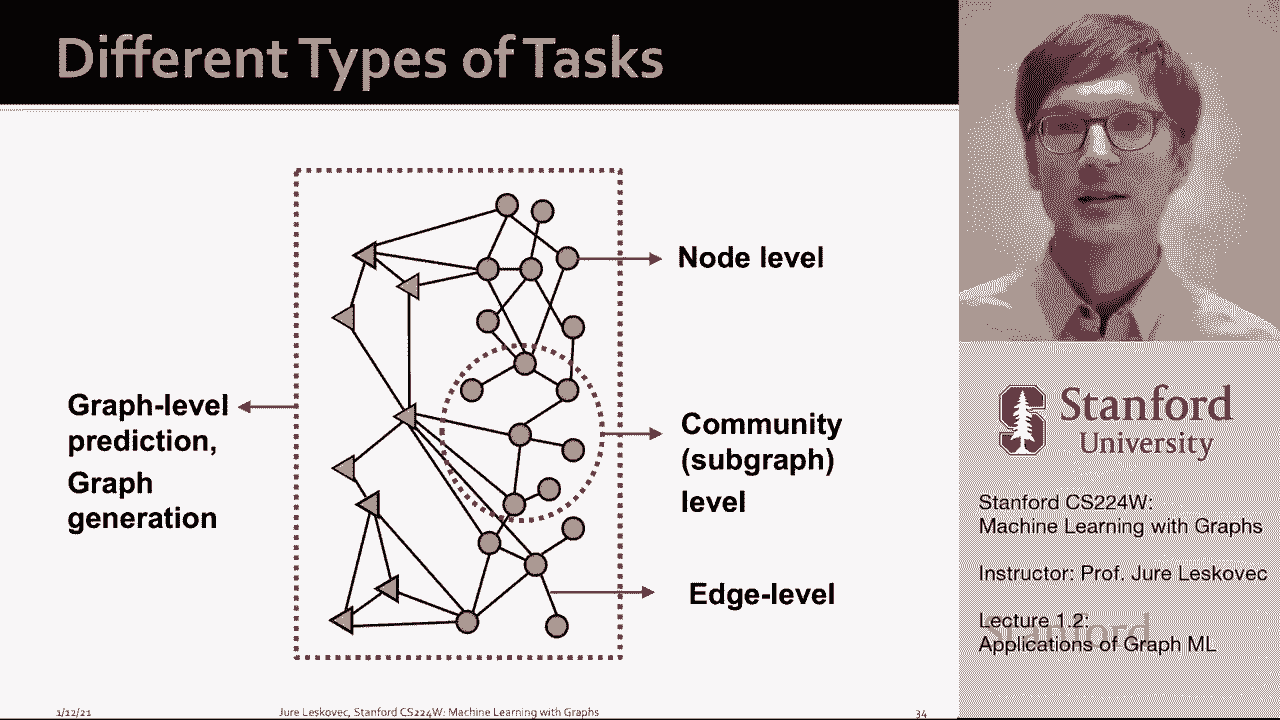 Different Types of Tasks
Node level
Graph-level
prediction,
Graph
generation
Community
(subgraph)
level
Edge-level
1/12/21
Jure Leskovec, Stanford CS224W: Machine Learning with Graphs
34
Stanford
University
Stanford CS224W:
Machine Learning with Graphs
Instructor: Prof. Jure Leskovec
Lecture 1.2:
Applications of Graph ML